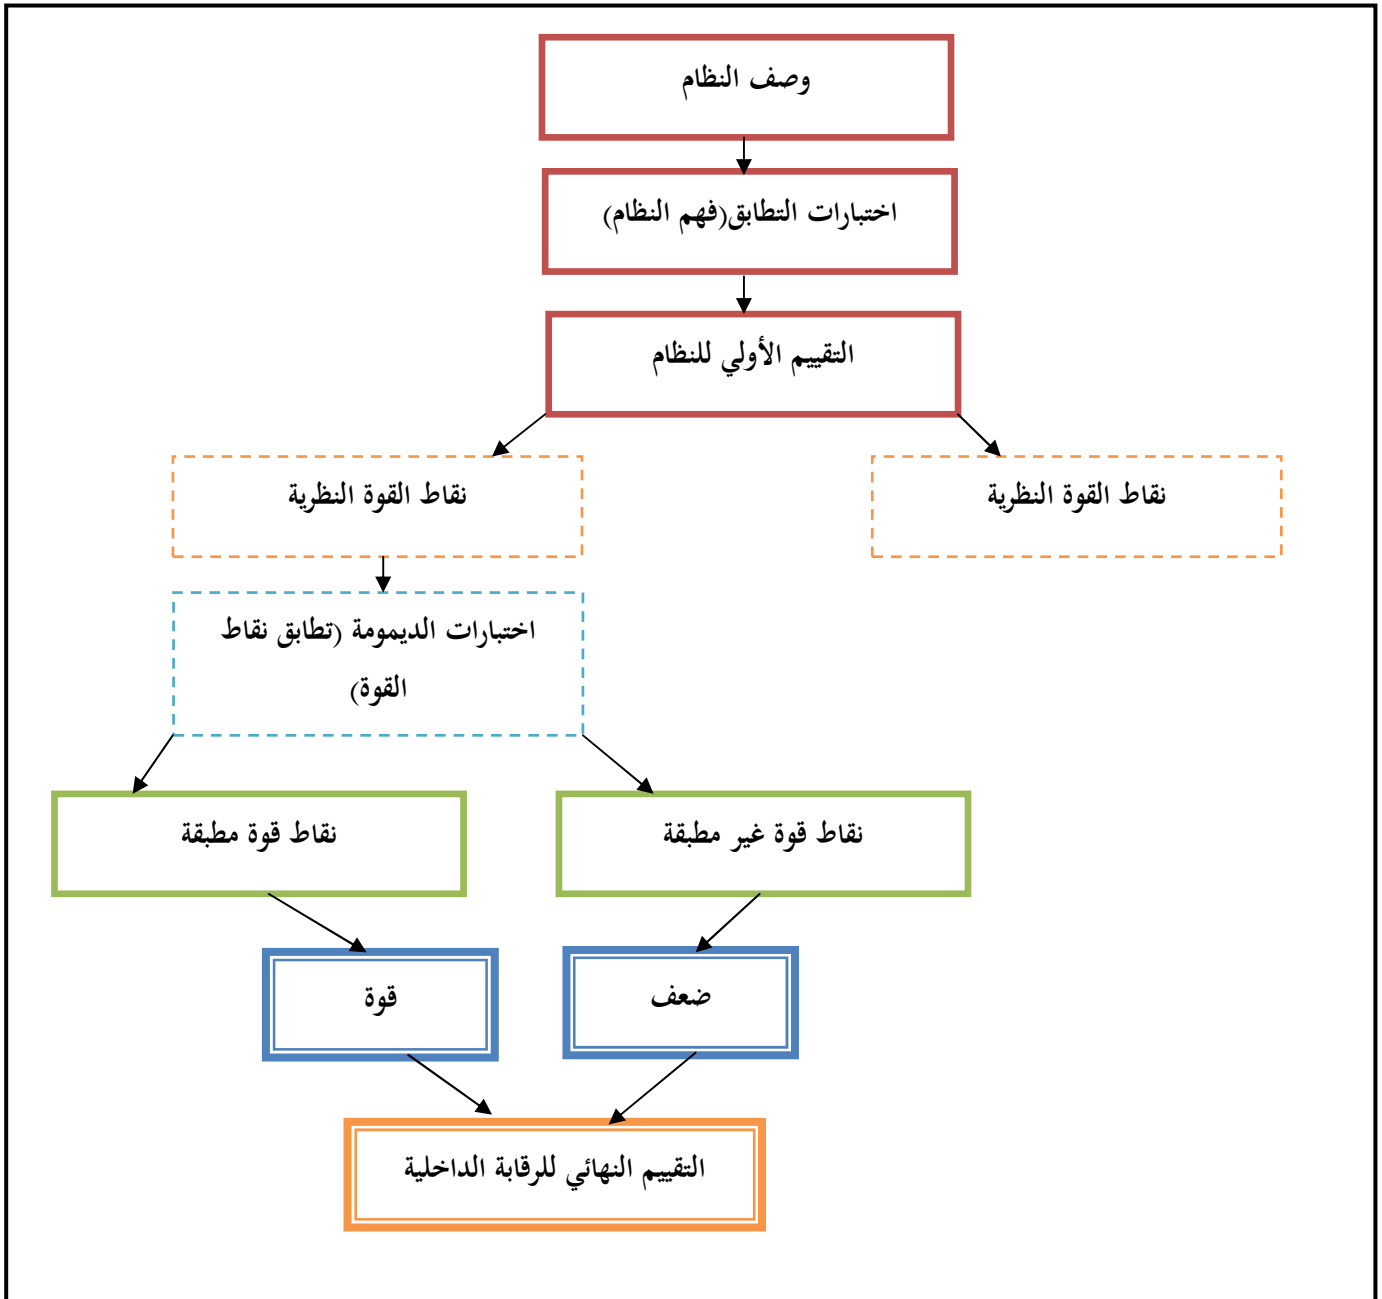 وصف النظام
اختبارات التطابق(فهم النظام)
التقييم الأولي للنظام
نقاط القوة النظرية
نقاط القوة النظرية
اختبارات الديمومة (تطابق نقاط
القوة)
نقاط قوة غير مطبقة
نقاط قوة مطبقة
ضعف
قوة
التقييم النهائي للرقابة الداخلية